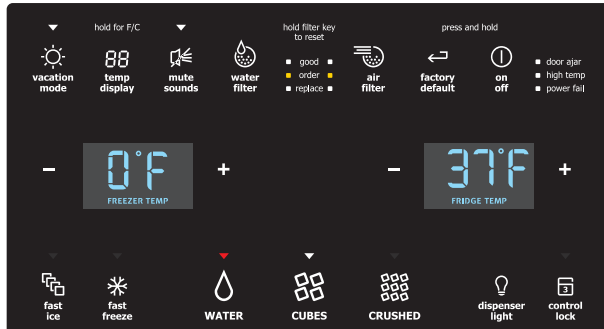 hold for F/C
hold filter key
to reset
press and hold
88
vacation
mode
temp
display
mute
sounds
water
filter
good
order
replace
air
filter
factory
default
on
off
door ajar
high temp
power fail
– 0°F +
FREEZER TEMP
– 37°F +
FRIDGE TEMP
fast
ice
fast
freeze
WATER
CUBES
CRUSHED
dispenser
light
3
control
lock